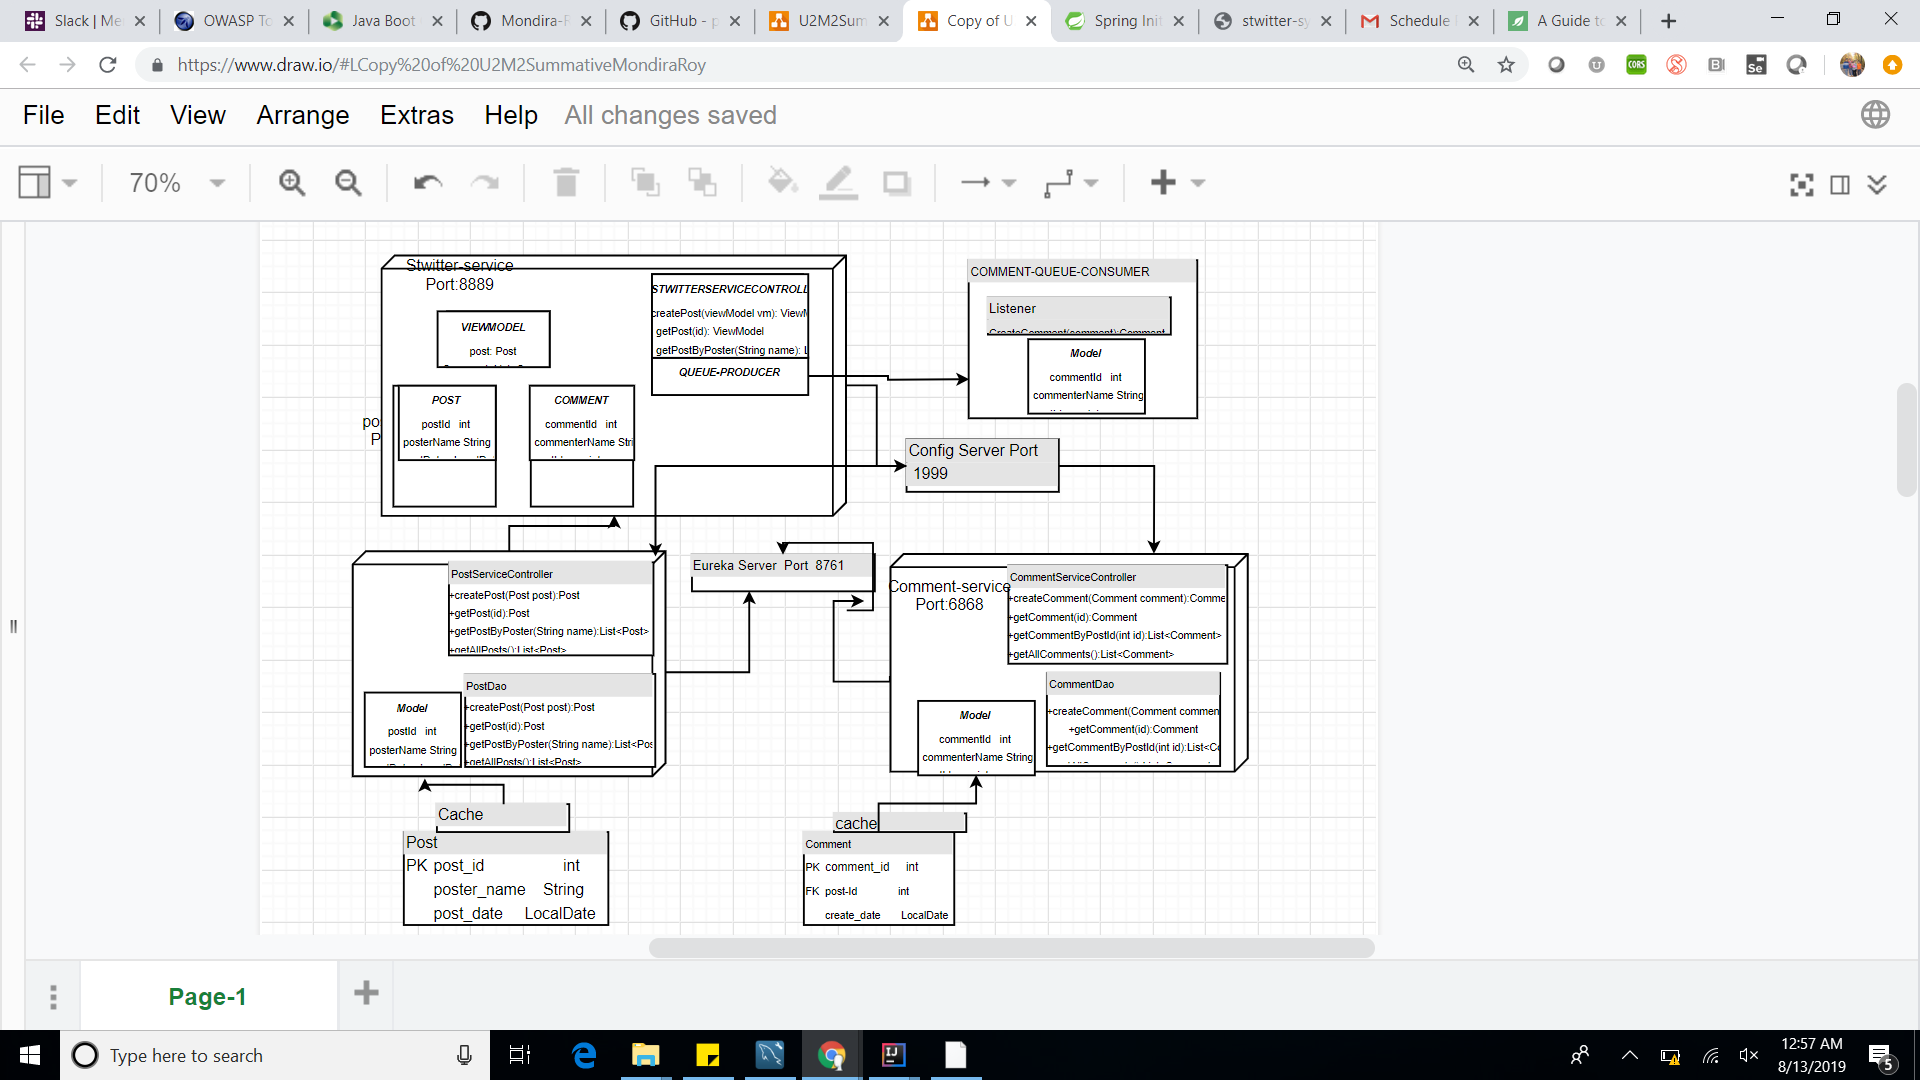 Slack | Me
OWASP To
Java Boot
Mondira-R
GitHub - p
U2M2Sum
Copy of U
Spring Init
stwitter-sy
Schedule
A Guide to
https://www.draw.io/#LCopy%20of%20U2M2SummativeMondiraRoy
CORS
Se
File Edit View Arrange Extras Help All changes saved
70%
Stwitter-service
Port:8889
VIEWMODEL
post: Post
STWITTERSERVICECONTROLL
createPost(viewModel vm): View
getPost(id): ViewModel
getPostByPoster(String name): L
QUEUE-PRODUCER
POST
postId int
posterName String
COMMENT
commentId int
commenterName Stri
po
P
COMMENT-QUEUE-CONSUMER
Listener
CreateComment(comment):Comment
Model
commentId int
commenterName String
Config Server Port
1999
Eureka Server Port 8761
PostServiceController
+createPost(Post post):Post
+getPost(id):Post
+getPostByPoster(String name):List<Post>
+getAllPosts():List<Post>
PostDao
+createPost(Post post):Post
+getPost(id):Post
+getPostByPoster(String name):List<Pos
+getAllPosts():List<Post>
Model
postId int
posterName String
Comment-service
Port:6868
CommentServiceController
+createComment(Comment comment):Comme
+getComment(id):Comment
+getCommentByPostId(int id):List<Comment>
+getAllComments():List<Comment>
CommentDao
+createComment(Comment commen
+getComment(id):Comment
+getCommentByPostId(int id):List<Co
Model
commentId int
commenterName String
Cache
Post
PK post_id int
poster_name String
post_date LocalDate
cache
Comment
PK comment_id int
FK post-Id int
create_date LocalDate
Page-1
Type here to search
12:57 AM
8/13/2019
5